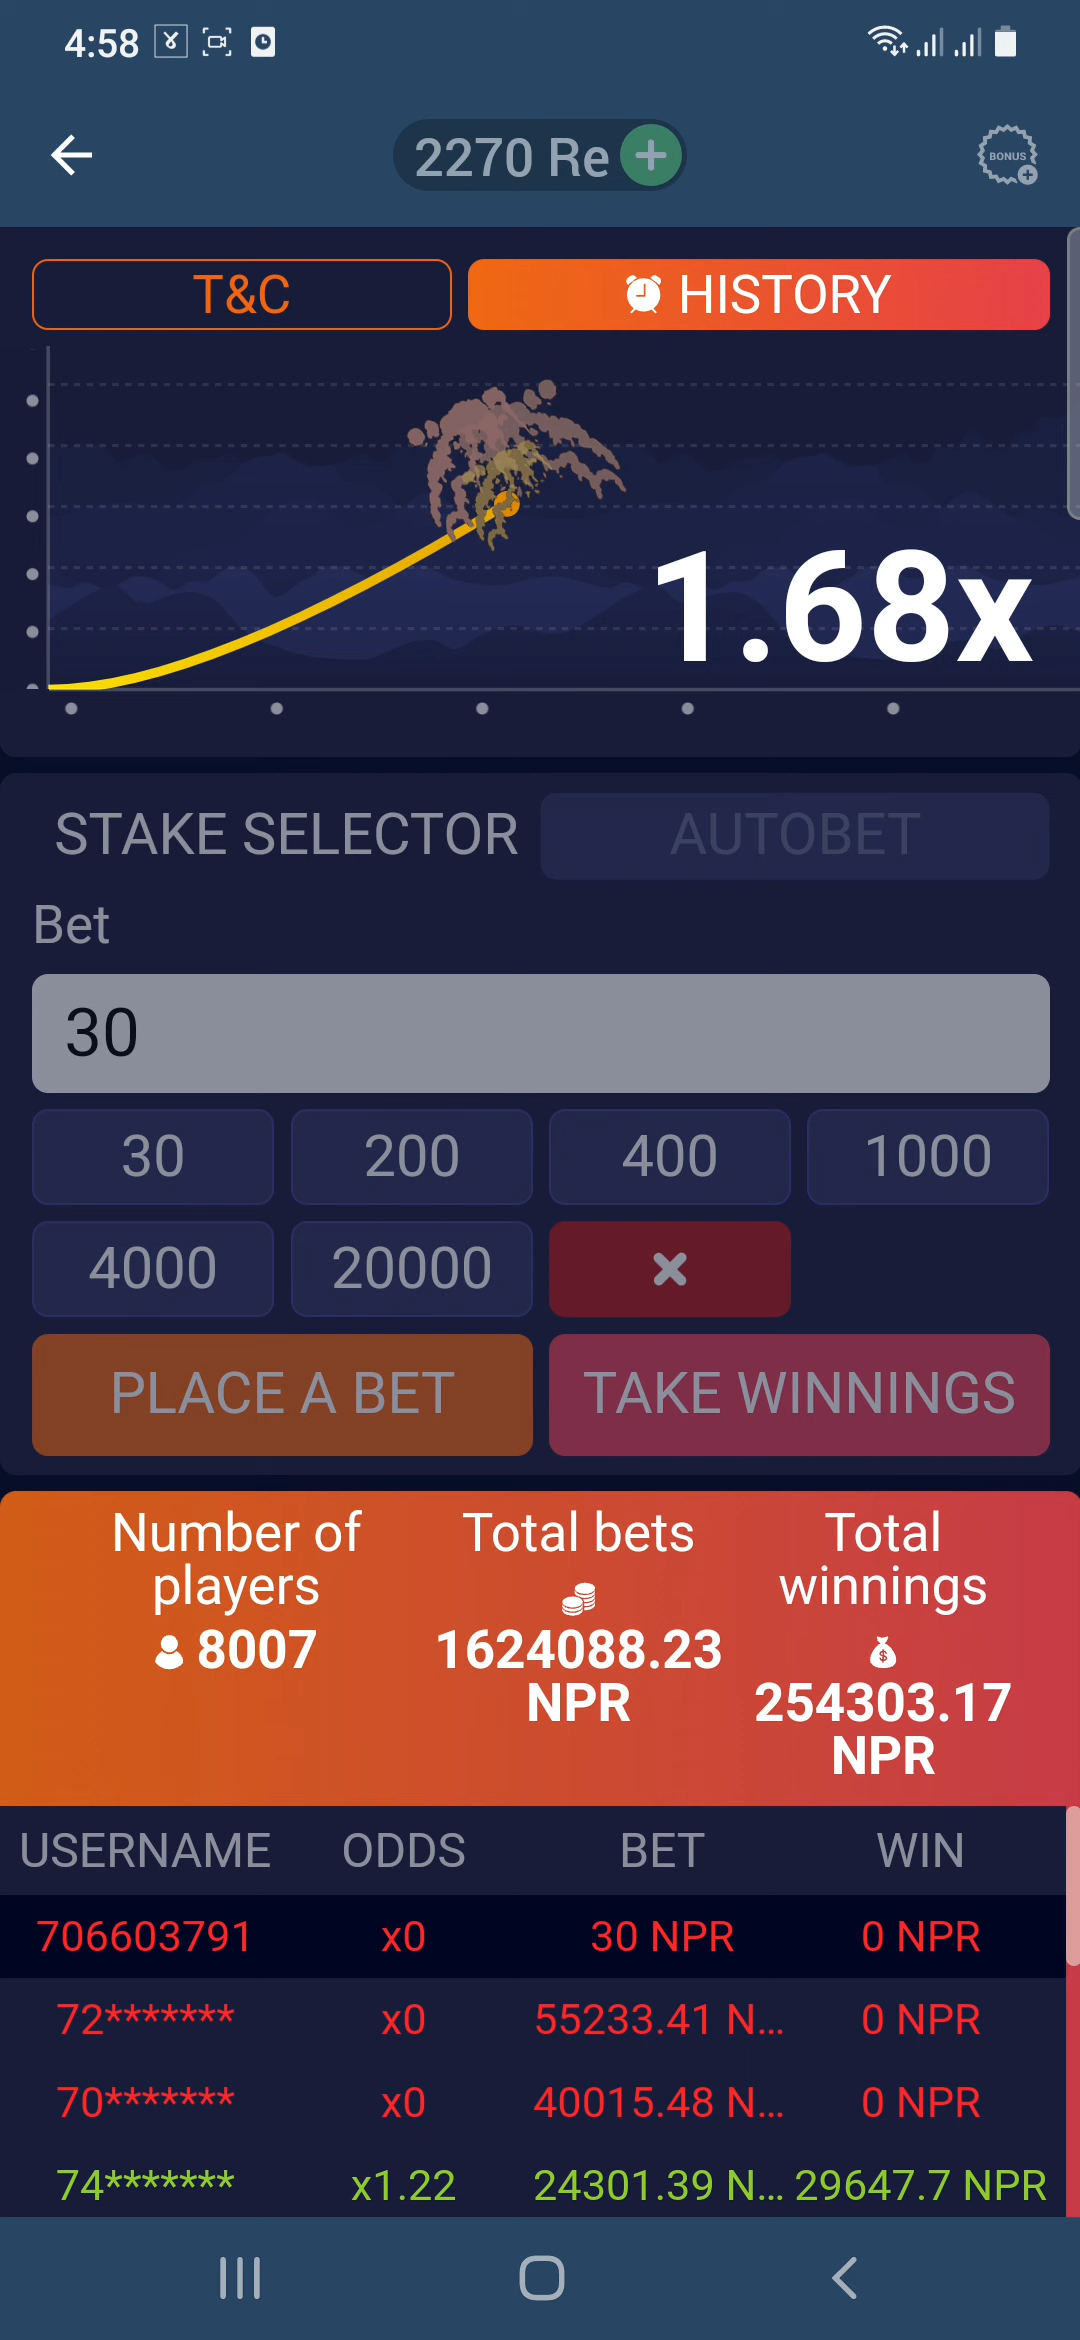 4:58
2270 Re
BONUS
T&C
HISTORY
1.68x
STAKE SELECTOR
AUTOBET
Bet
30
30 200 400 1000
4000 20000
PLACE A BET
TAKE WINNINGS
Number of
players
8007
Total bets
1624088.23
NPR
Total
winnings
254303.17
NPR
USERNAME ODDS BET WIN
706603791 x0 30 NPR 0 NPR
72******* x0 55233.41 N... 0 NPR
70******* x0 40015.48 N... 0 NPR
74******* x1.22 24301.39 N... 29647.7 NPR